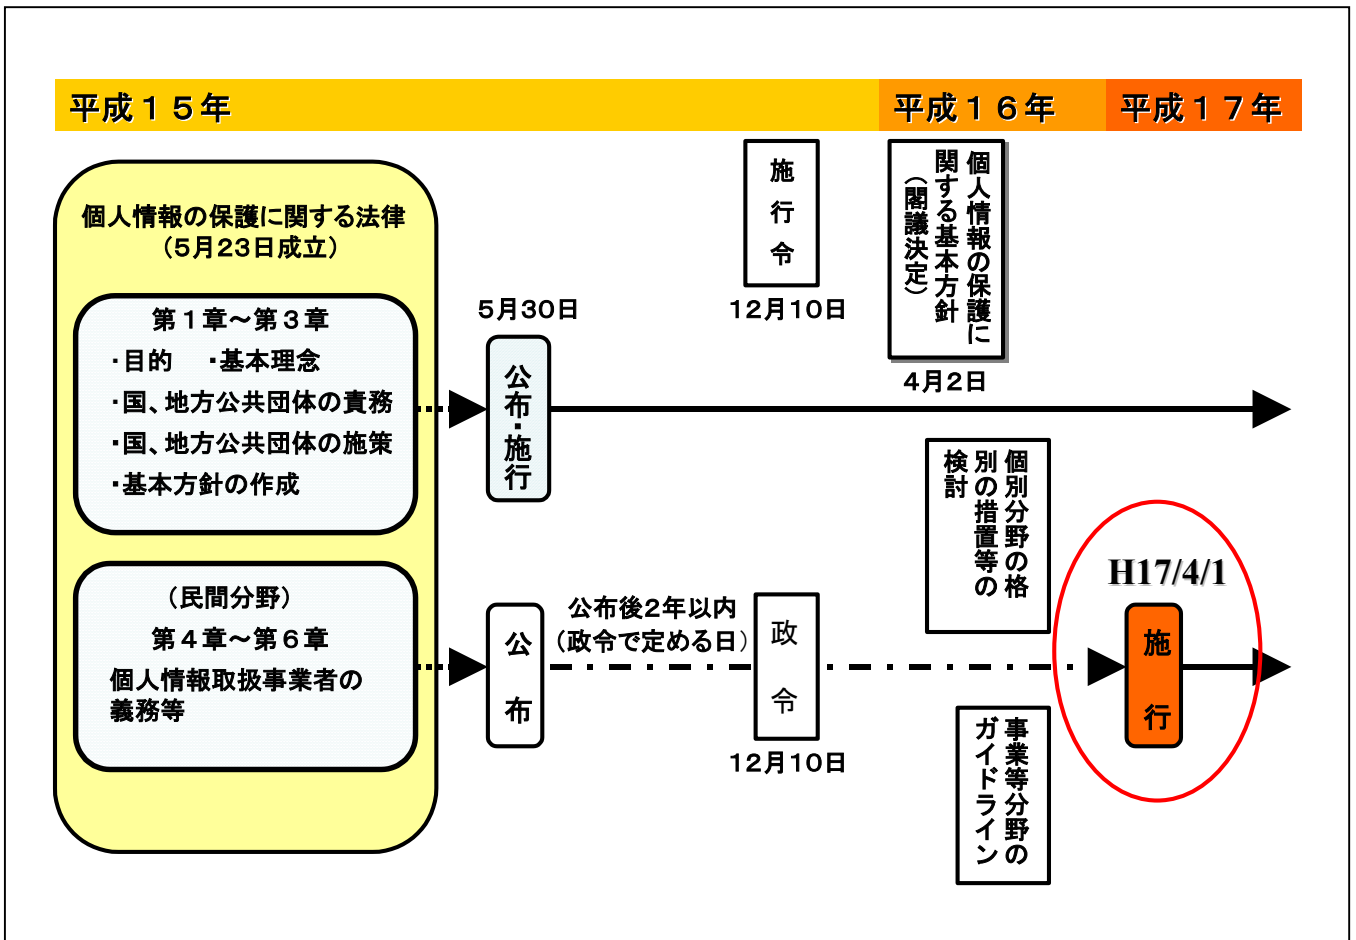 平成１５年
平成１６年
平成１７年
個人情報の保護に関する法律
（５月２３日成立）
第１章～第３章
・目的　・基本理念
・国、地方公共団体の責務
・国、地方公共団体の施策
・基本方針の作成
（民間分野）
第４章～第６章
個人情報取扱事業者の
義務等
５月３０日
公布・施行
施行令
１２月１０日
個人情報の保護に
関する基本方針
（閣議決定）
４月２日
公布
公布後２年以内
（政令で定める日）
政令
１２月１０日
個別分野の格
別の措置等の
検討
事業等分野の
ガイドライン
H17/4/1
施行